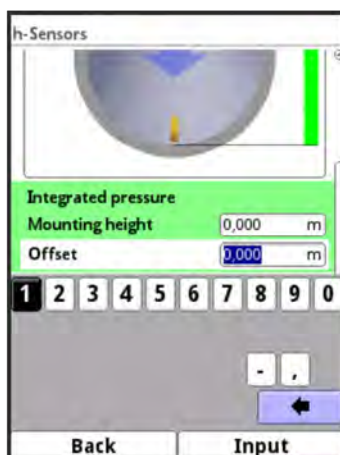 h-Sensors
Integrated pressure
Mounting height 0,000 m
Offset 0,000 m
1 2 3 4 5 6 7 8 9 0
- ,
Back Input